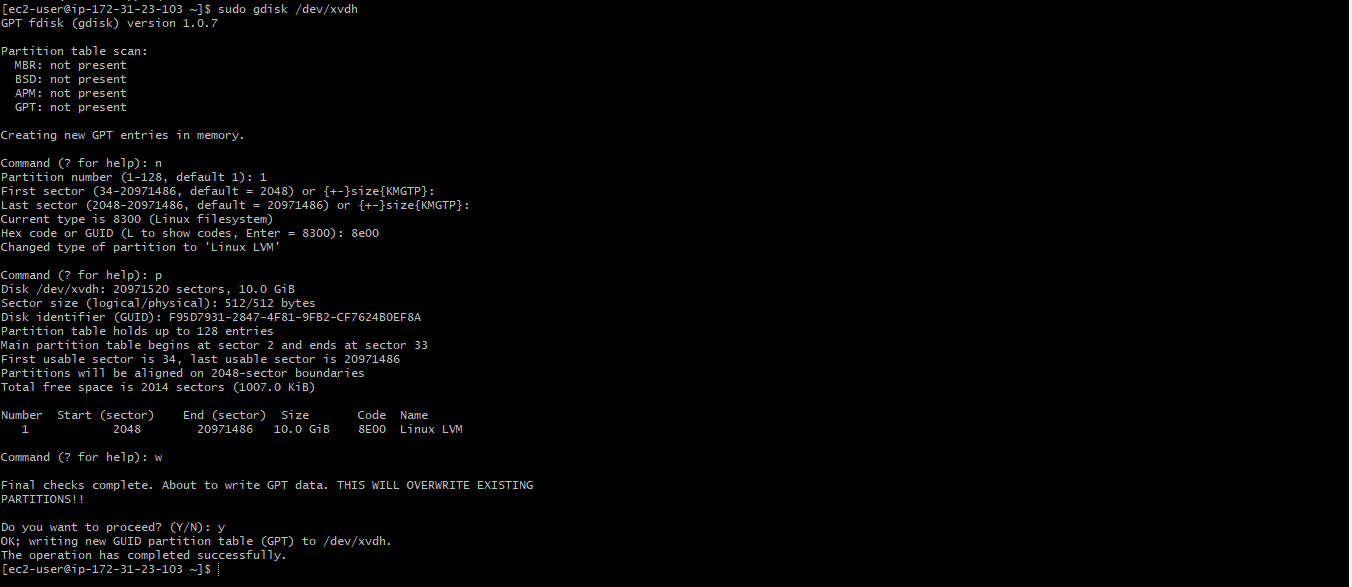 [ec2-user@ip-172-31-23-103 ~]$ sudo gdisk /dev/xvdh
GPT fdisk (gdisk) version 1.0.7
Partition table scan:
MBR: not present
BSD: not present
APM: not present
GPT: not present
Creating new GPT entries in memory.
Command (? for help): n
Partition number (1-128, default 1): 1
First sector (34-20971486, default = 2048) or {+-}size{KMGTP}:
Last sector (2048-20971486, default = 20971486) or {+-}size{KMGTP}:
Current type is 8300 (Linux filesystem)
Hex code or GUID (L to show codes, Enter = 8300): 8e00
Changed type of partition to 'Linux LVM'
Command (? for help): p
Disk /dev/xvdh: 20971520 sectors, 10.0 GiB
Sector size (logical/physical): 512/512 bytes
Disk identifier (GUID): F95D7931-2847-4F81-9FB2-CF7624B0EF8A
Partition table holds up to 128 entries
Main partition table begins at sector 2 and ends at sector 33
First usable sector is 34, last usable sector is 20971486
Partitions will be aligned on 2048-sector boundaries
Total free space is 2014 sectors (1007.0 KiB)
Number  Start (sector)    End (sector)  Size       Code  Name
1            2048        20971486   10.0 GiB    8E00  Linux LVM
Command (? for help): w
Final checks complete. About to write GPT data. THIS WILL OVERWRITE EXISTING
PARTITIONS!!
Do you want to proceed? (Y/N): y
OK; writing new GUID partition table (GPT) to /dev/xvdh.
The operation has completed successfully.
[ec2-user@ip-172-31-23-103 ~]$